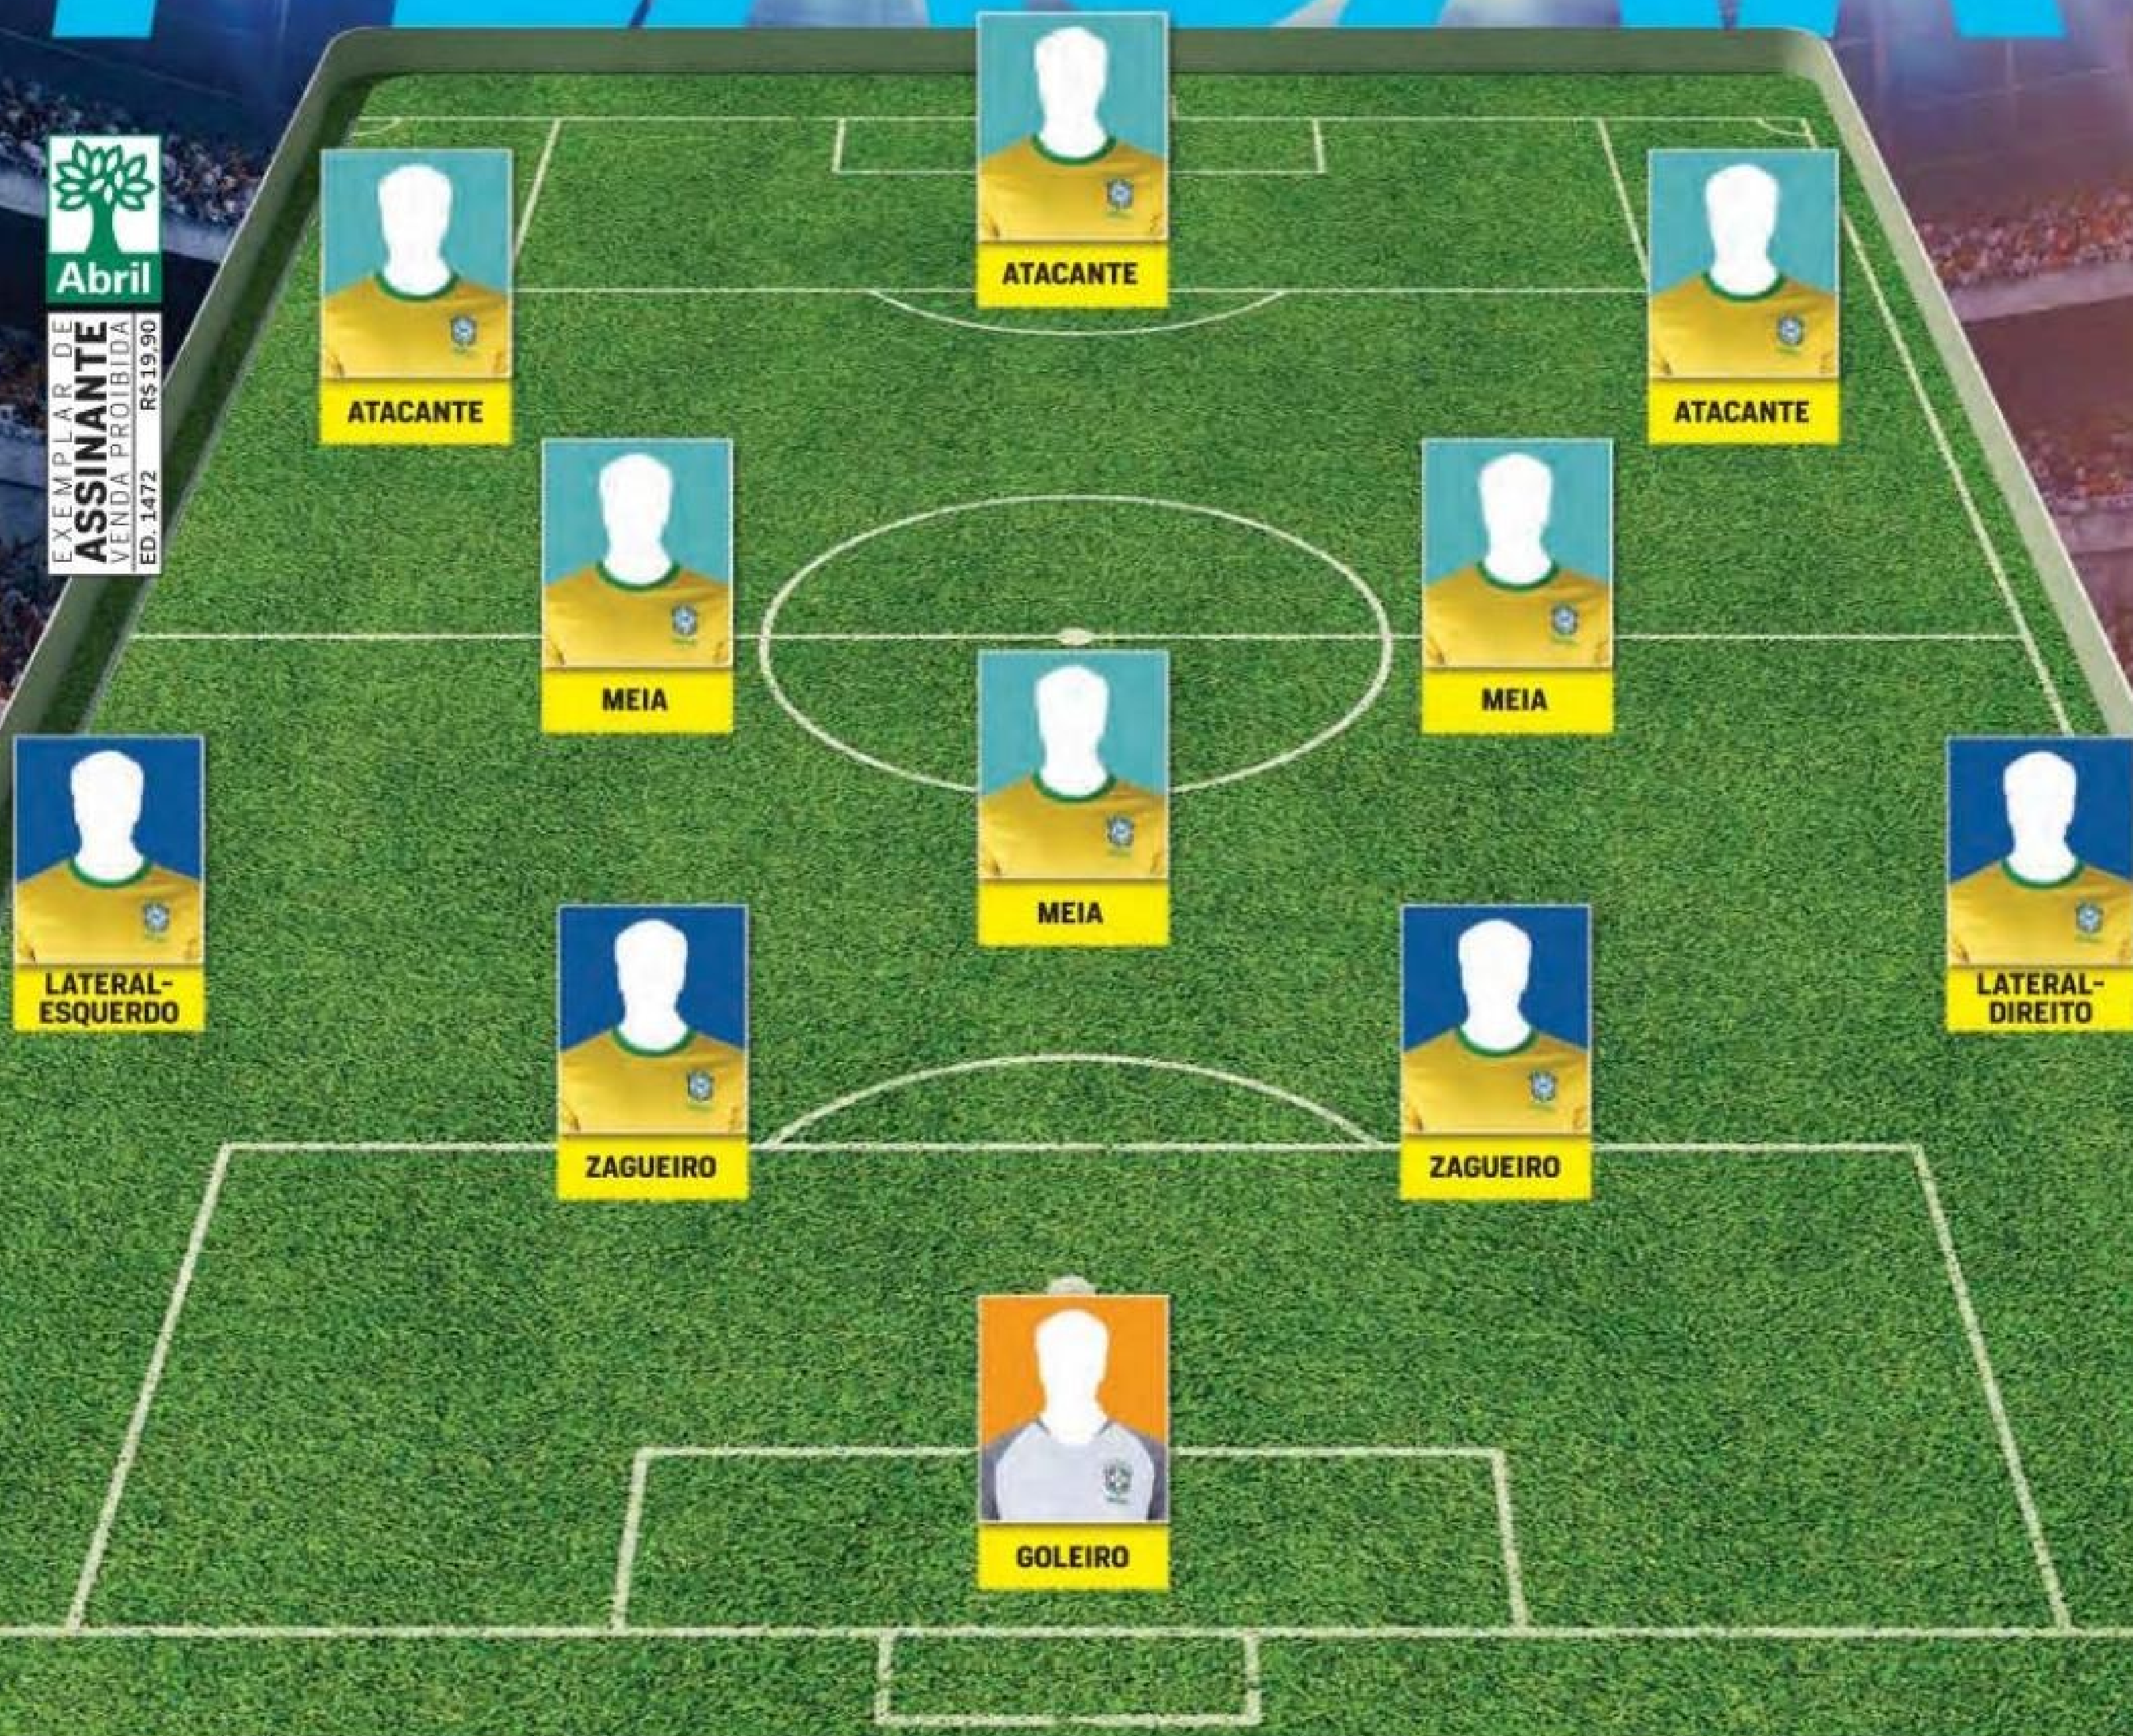 Abril
EXEMPLAR DE
ASSINANTE
VENDA PROIBIDA
ED. 1472 R$ 19,90
ATACANTE
ATACANTE
ATACANTE
MEIA
MEIA
MEIA
LATERAL-
ESQUERDO
LATERAL-
DIREITO
ZAGUEIRO
ZAGUEIRO
GOLEIRO